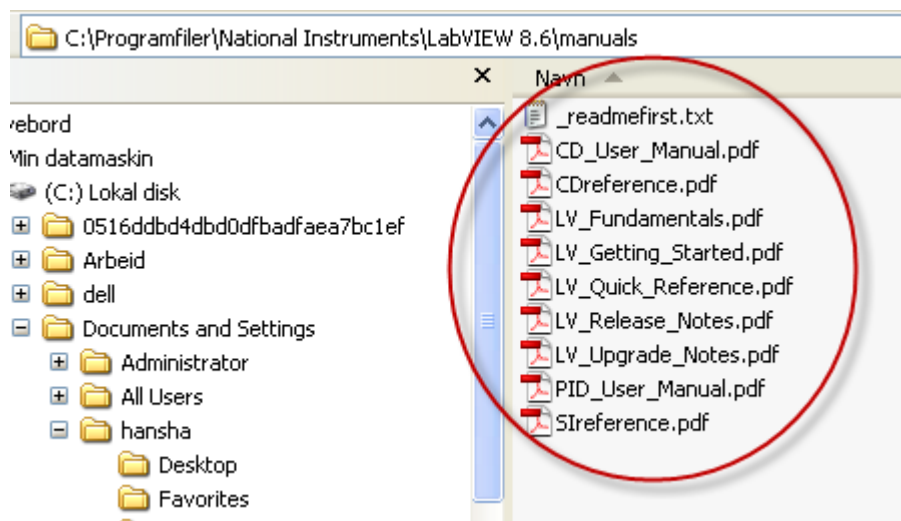 C:\Programfiler\National Instruments\LabVIEW 8.6\manuals
Navn
vebord
Min datamaskin
(C:) Lokal disk
0516ddbd4dbd0dfbadfaea7bc1ef
Arbeid
dell
Documents and Settings
Administrator
All Users
hansha
Desktop
Favorites
_readmefirst.txt
CD_User_Manual.pdf
CDreference.pdf
LV_Fundamentals.pdf
LV_Getting_Started.pdf
LV_Quick_Reference.pdf
LV_Release_Notes.pdf
LV_Upgrade_Notes.pdf
PID_User_Manual.pdf
SIreference.pdf